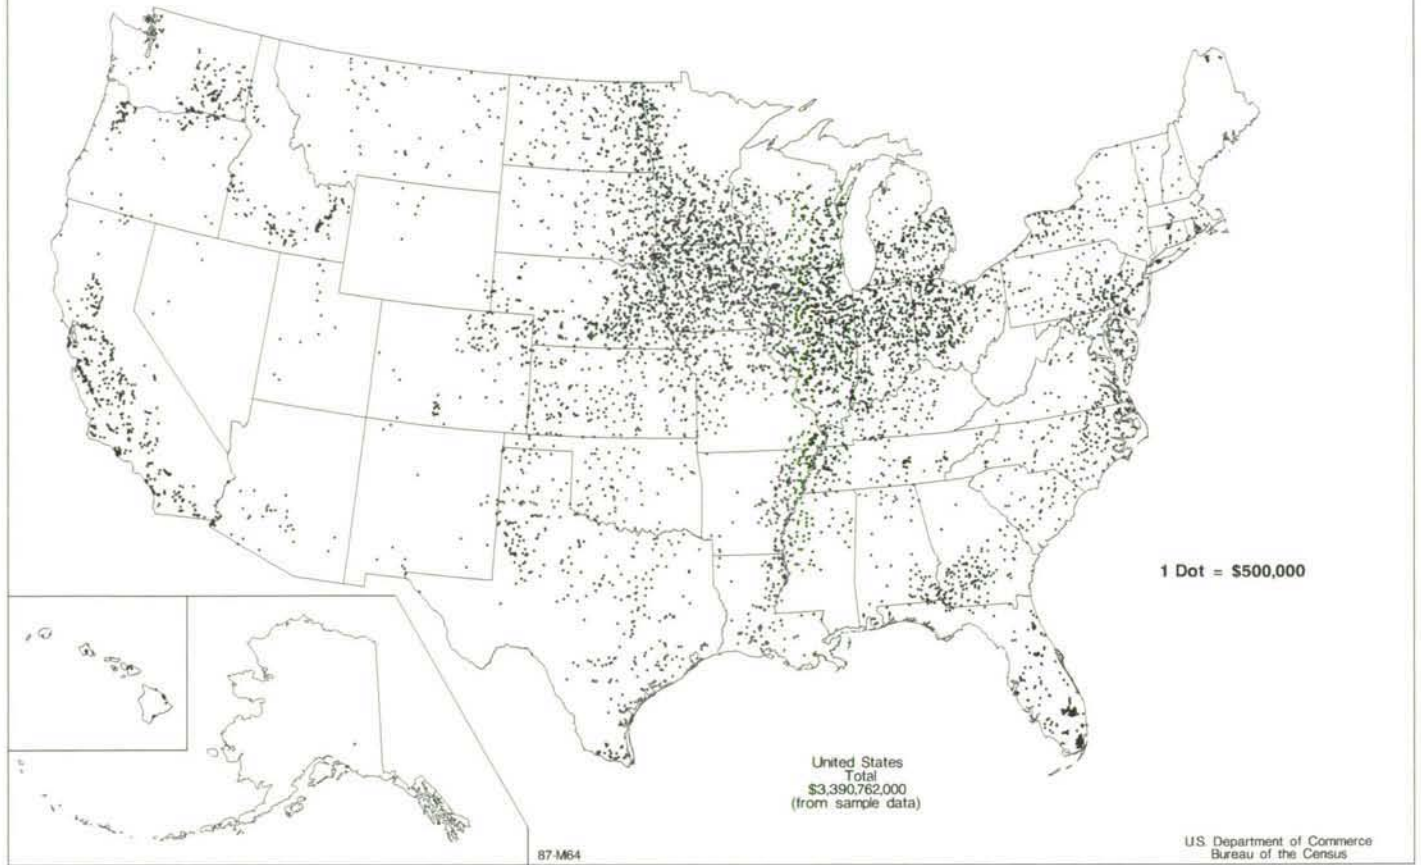 1 Dot = $500,000
United States
Total
$3,390,762,000
(from sample data)
87-M64
U.S. Department of Commerce
Bureau of the Census